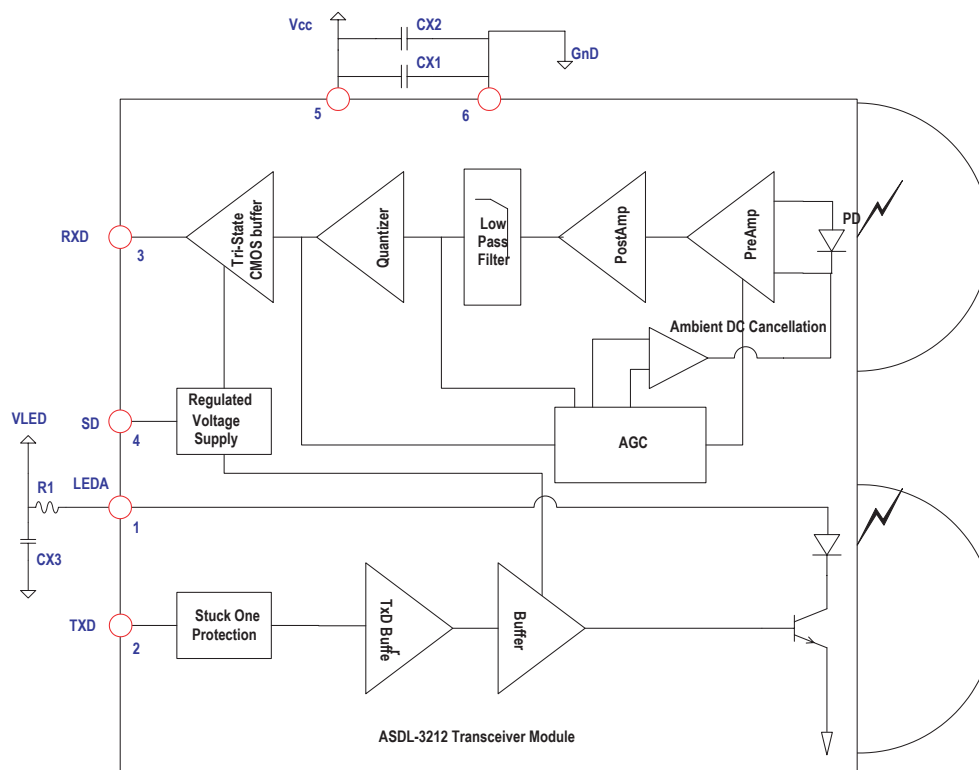 Vcc
CX2
GnD
CX1
5
6
RXD
3
Tri-State
CMOS buffer
Quantizer
Low
Pass
Filter
PostAmp
PreAmp
PD
Ambient DC Cancellation
SD
4
Regulated
Voltage
Supply
AGC
VLED
R1
LEDA
1
CX3
TXD
2
Stuck One
Protection
TxD Buffe
r
Buffer
ASDL-3212 Transceiver Module